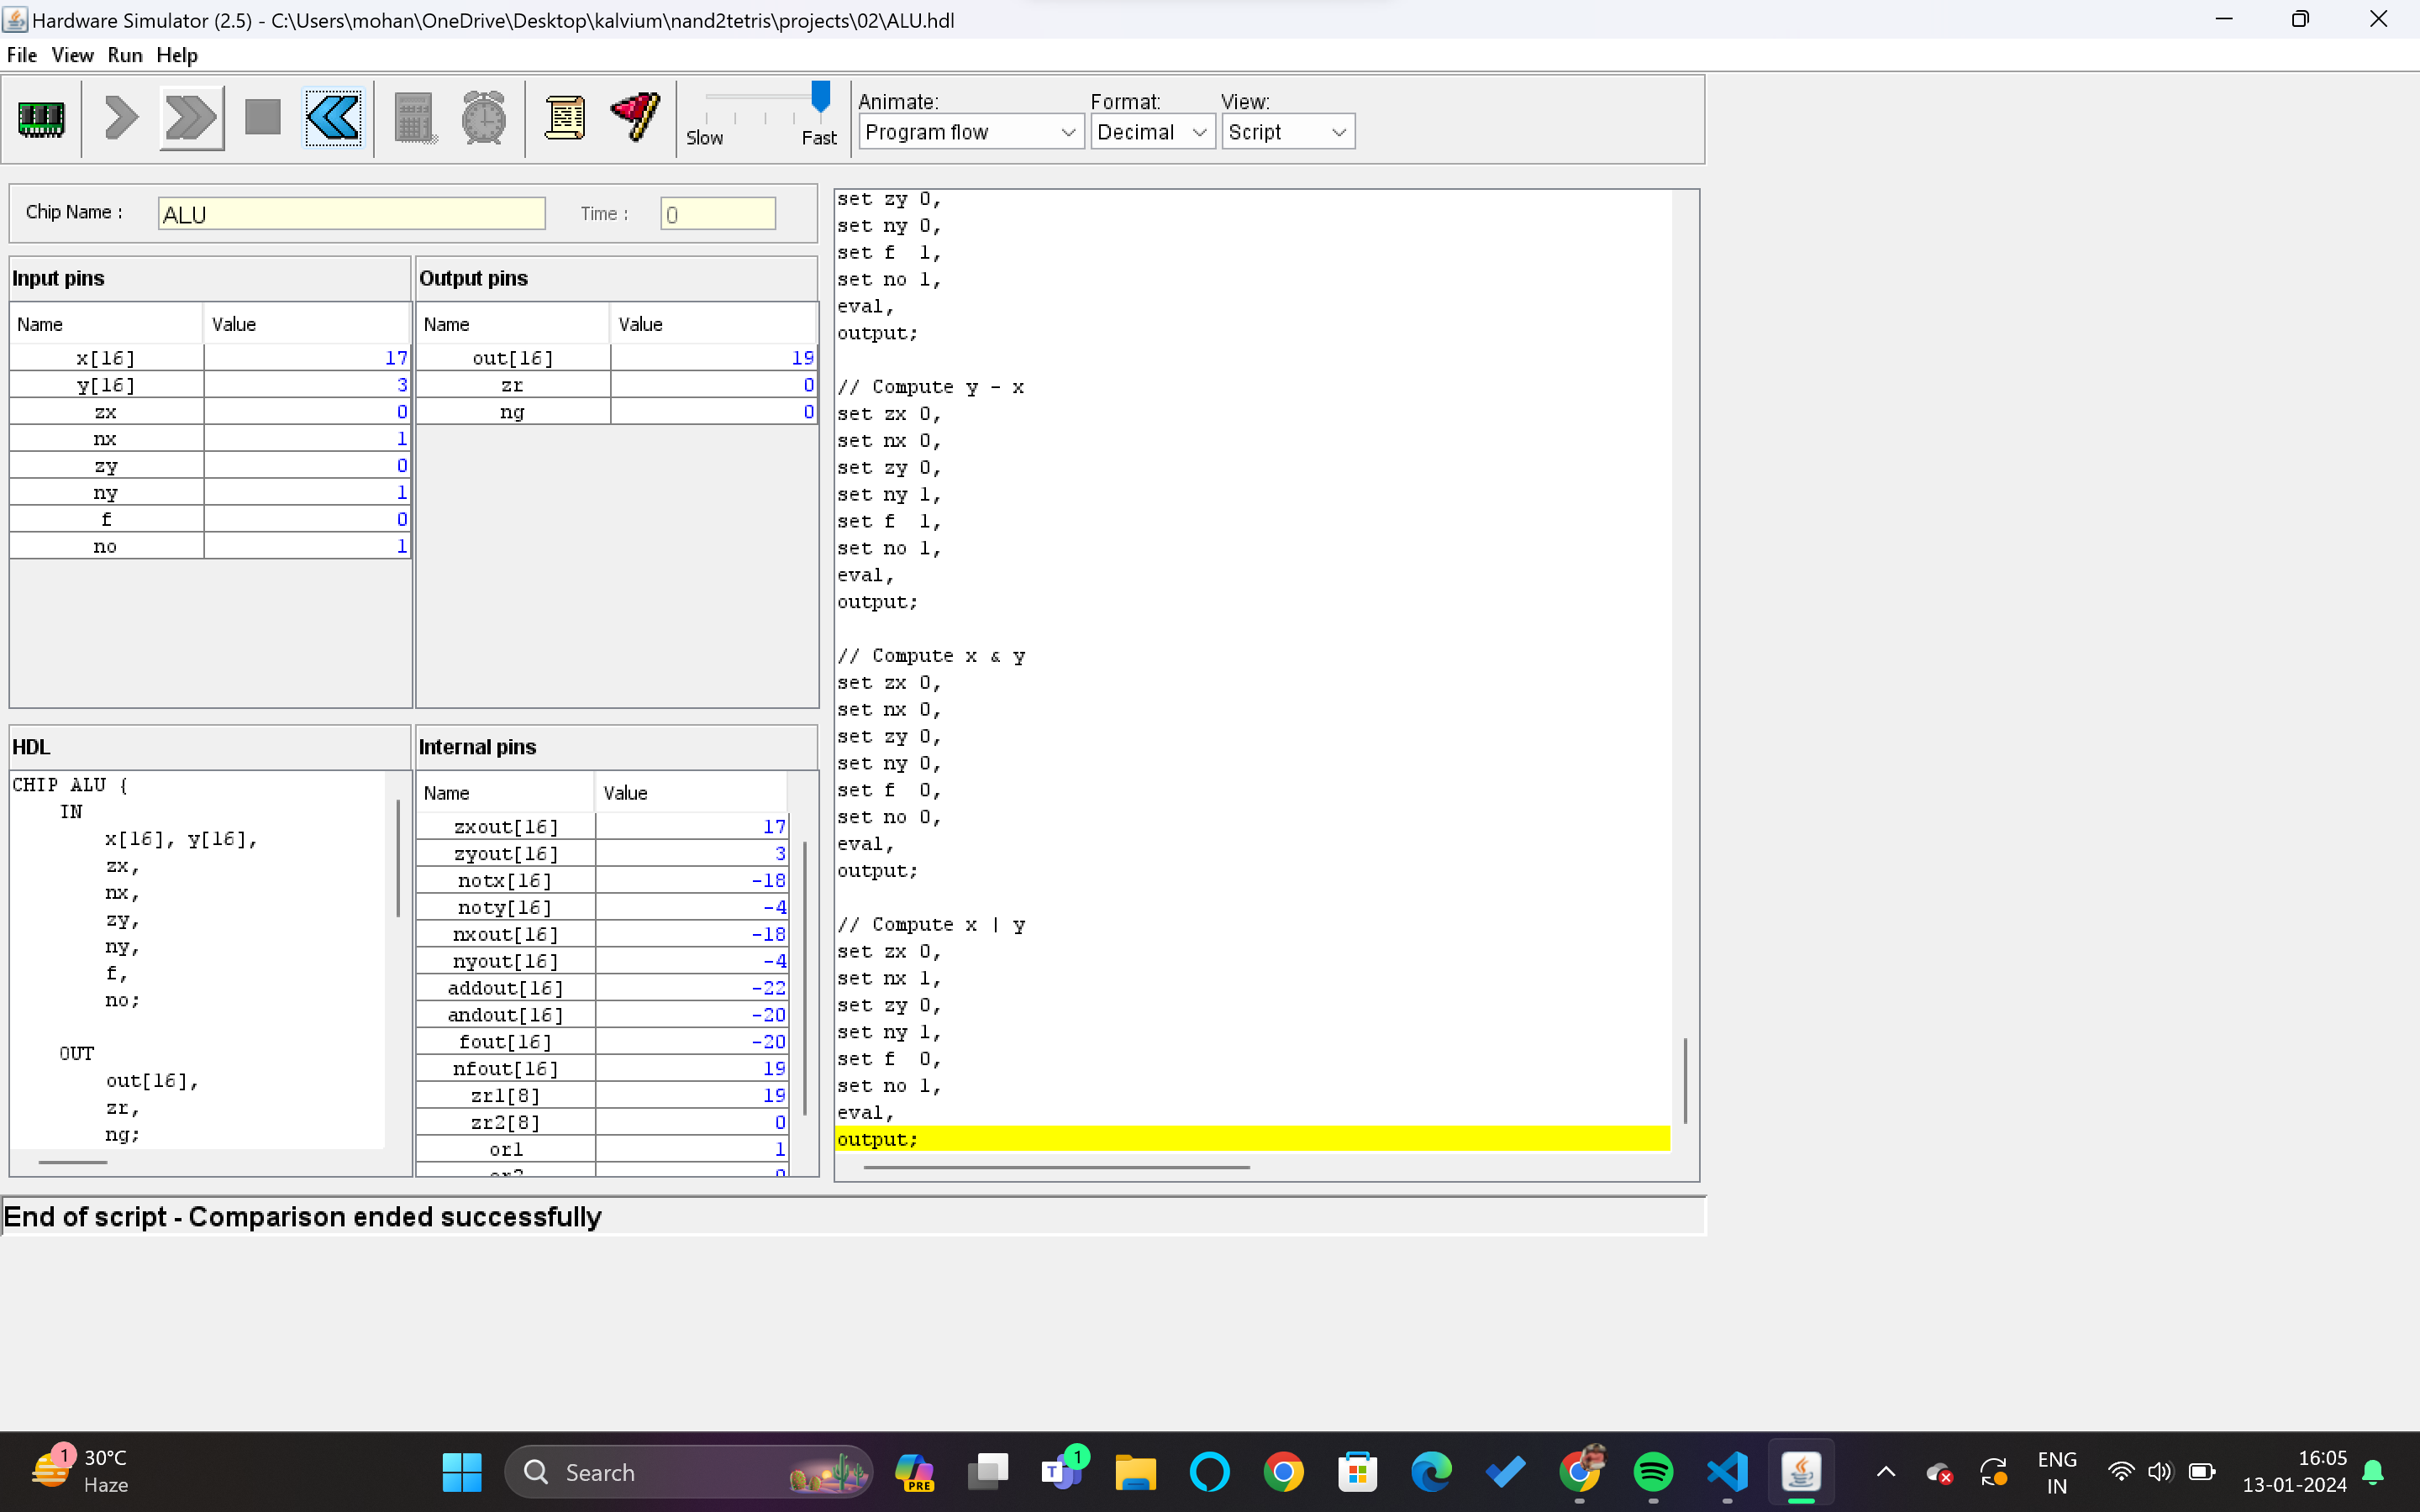 Hardware Simulator (2.5) - C:\Users\mohan\OneDrive\Desktop\kalvium\nand2tetris\projects\02\ALU.hdl
File View Run Help
Slow Fast
Animate: Format: View:
Program flow Decimal Script
Chip Name : ALU Time : 0
Input pins
Name Value
x[16] 17
y[16] 3
zx 0
nx 1
zy 0
ny 1
f 0
no 1
Output pins
Name Value
out[16] 19
zr 0
ng 0
HDL
CHIP ALU {
IN
x[16], y[16],
zx,
nx,
zy,
ny,
f,
no;
OUT
out[16],
zr,
ng;
Internal pins
Name Value
zxout[16] 17
zyout[16] 3
notx[16] -18
noty[16] -4
nxout[16] -18
nyout[16] -4
addout[16] -22
andout[16] -20
fout[16] -20
nfout[16] 19
zr1[8] 19
zr2[8] 0
or1 1
set zy 0,
set ny 0,
set f 1,
set no 1,
eval,
output;
// Compute y - x
set zx 0,
set nx 0,
set zy 0,
set ny 1,
set f 1,
set no 1,
eval,
output;
// Compute x & y
set zx 0,
set nx 0,
set zy 0,
set ny 0,
set f 0,
set no 0,
eval,
output;
// Compute x | y
set zx 0,
set nx 1,
set zy 0,
set ny 1,
set f 0,
set no 1,
eval,
output;
End of script - Comparison ended successfully
1
30°C
Haze
Search
PRE
T 1
ENG
IN
16:05
13-01-2024